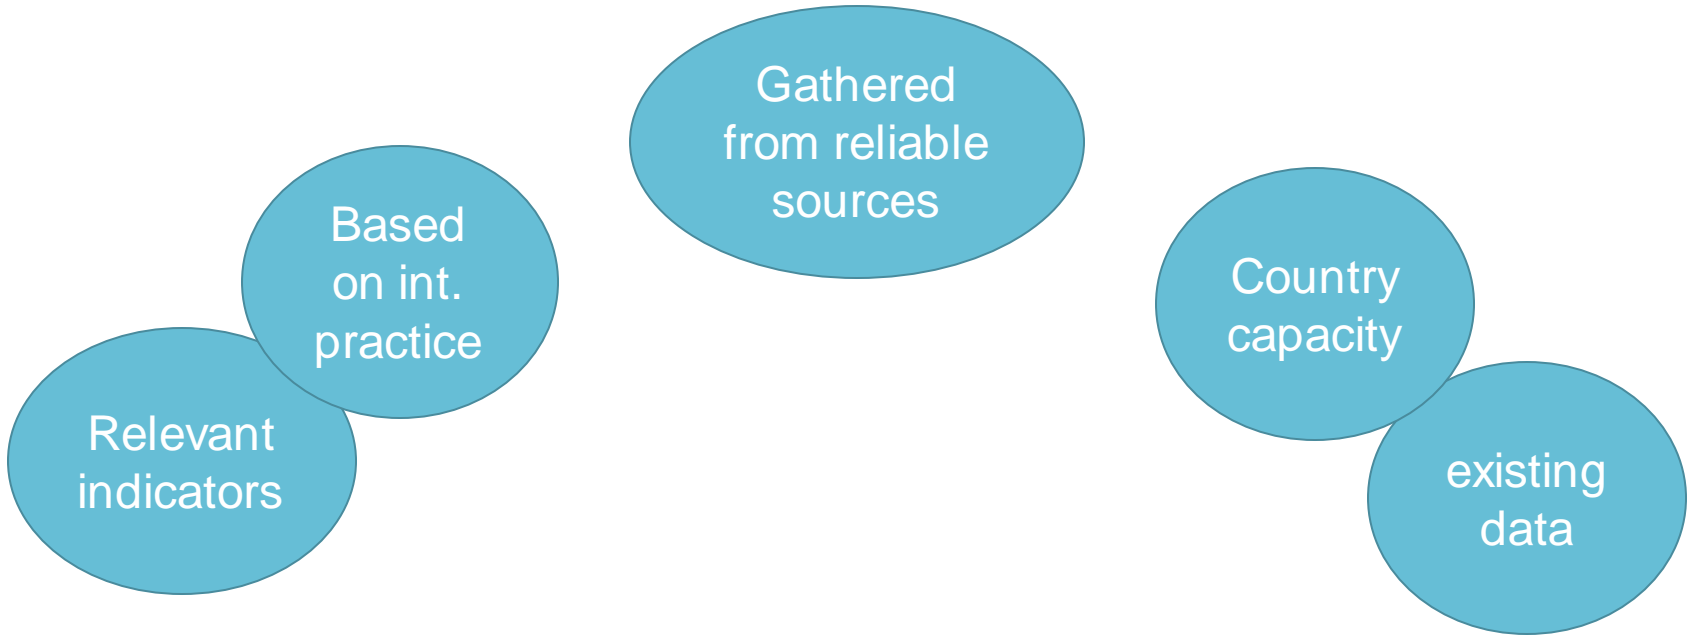 Gathered
from reliable
sources
Based
on int.
practice
Country
capacity
Relevant
indicators
existing
data